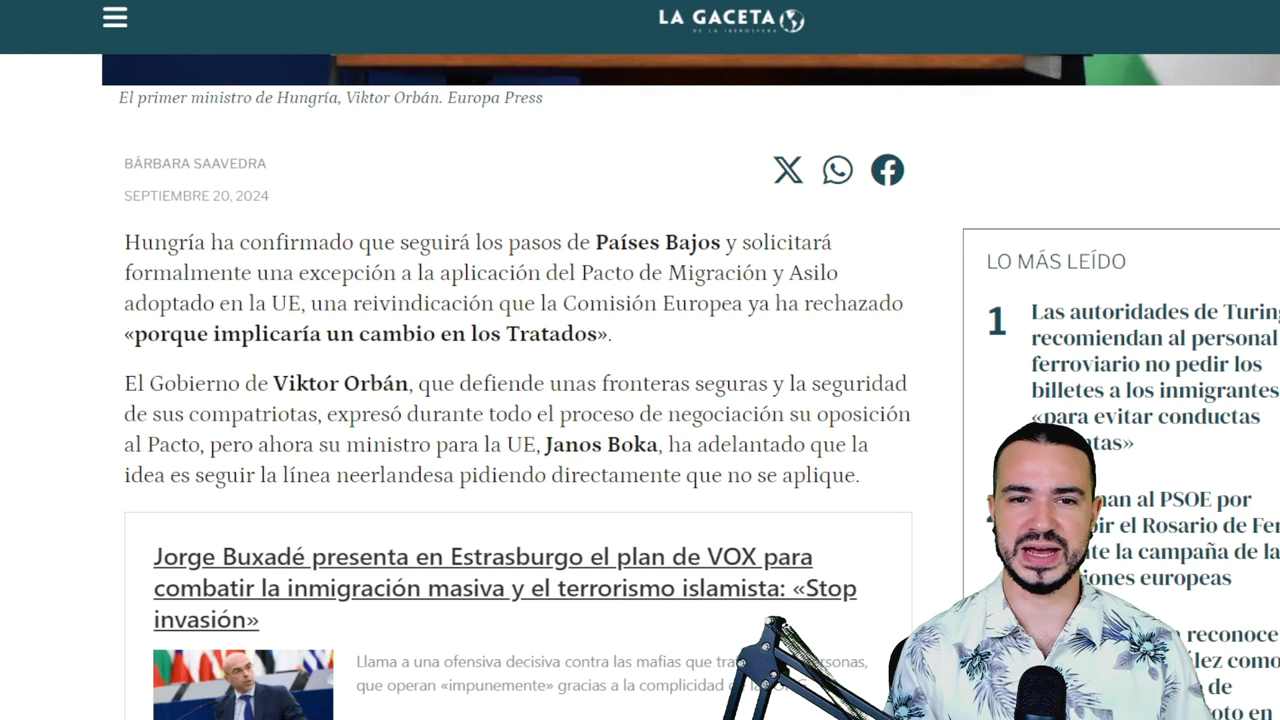 LA GACETA
DE LA IBEROSFERA
El primer ministro de Hungría, Viktor Orbán. Europa Press
BÁRBARA SAAVEDRA
SEPTIEMBRE 20, 2024
Hungría ha confirmado que seguirá los pasos de Países Bajos y solicitará
formalmente una excepción a la aplicación del Pacto de Migración y Asilo
adoptado en la UE, una reivindicación que la Comisión Europea ya ha rechazado
«porque implicaría un cambio en los Tratados».
El Gobierno de Viktor Orbán, que defiende unas fronteras seguras y la seguridad
de sus compatriotas, expresó durante todo el proceso de negociación su oposición
al Pacto, pero ahora su ministro para la UE, Janos Boka, ha adelantado que la
idea es seguir la línea neerlandesa pidiendo directamente que no se aplique.
Jorge Buxadé presenta en Estrasburgo el plan de VOX para
combatir la inmigración masiva y el terrorismo islamista: «Stop
invasión»
Llama a una ofensiva decisiva contra las mafias que personas,
que operan «impunemente» gracias a la complicidad
LO MÁS LEÍDO
1
Las autoridades de
recomiendan al personal
ferroviario no pedir los
billetes a los inmigrantes
«para evitar conductas
al PSOE por
el Rosario de
la campaña de la
europeas
reconoce
como
de
en